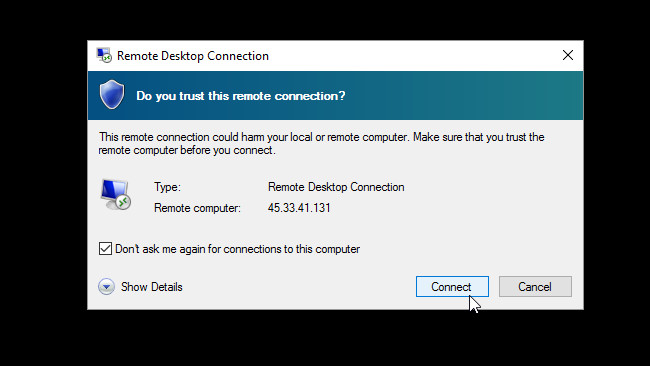 Remote Desktop Connection
Do you trust this remote connection?
This remote connection could harm your local or remote computer. Make sure that you trust the
remote computer before you connect.
Type: Remote Desktop Connection
Remote computer: 45.33.41.131
Don't ask me again for connections to this computer
Show Details Connect Cancel